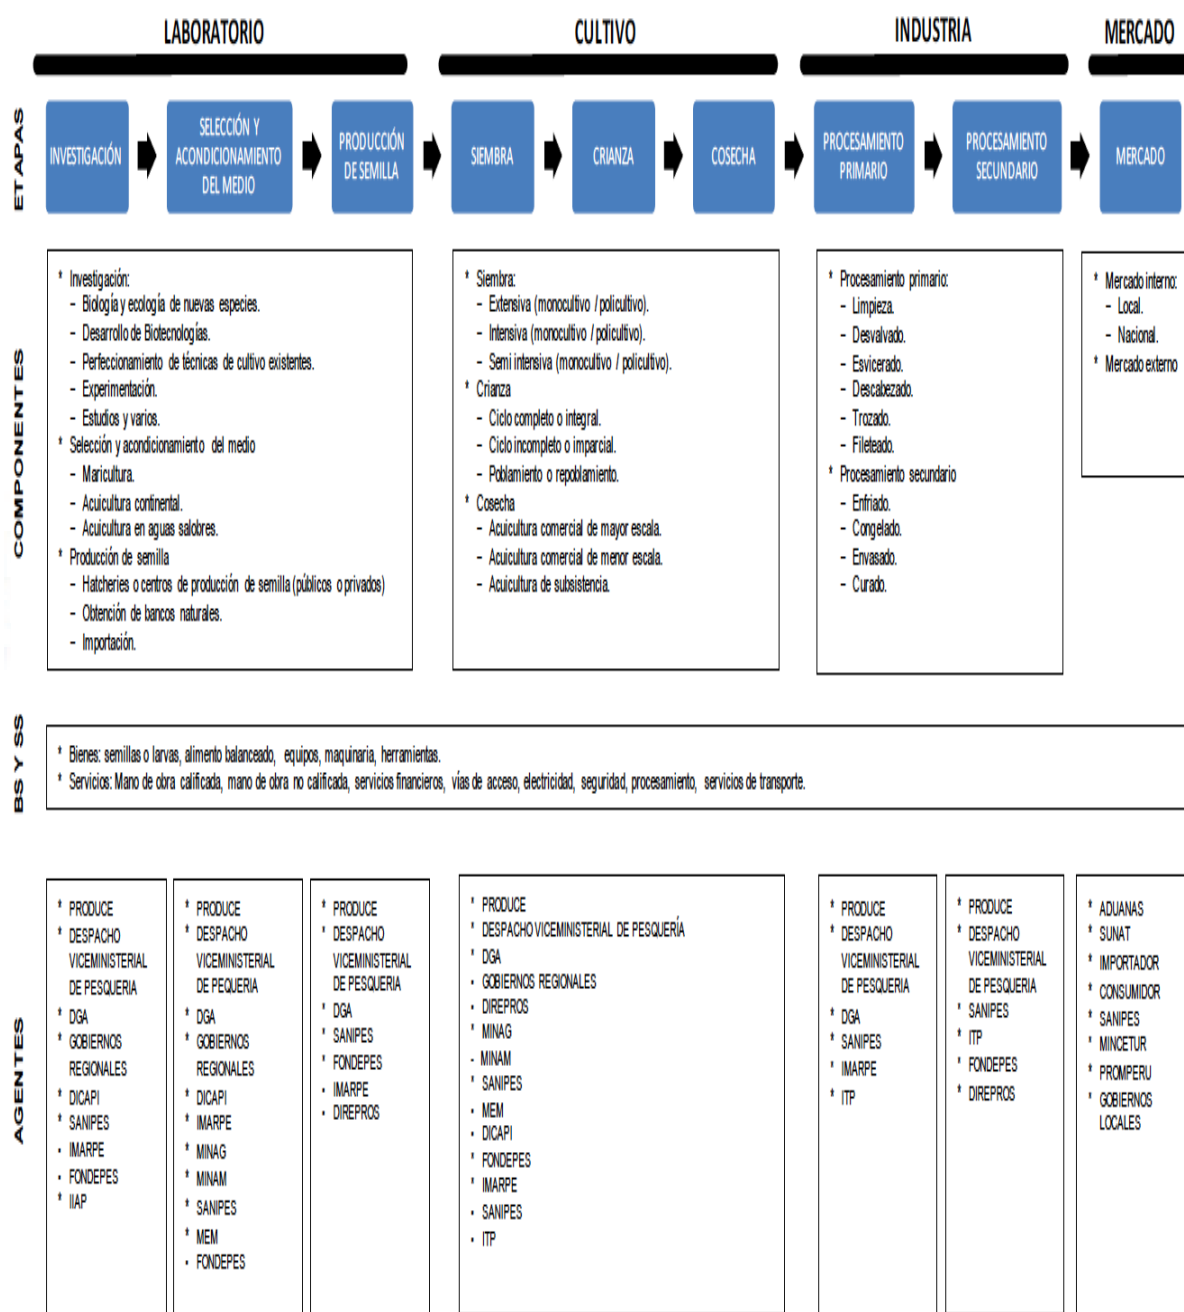 LABORATORIO
CULTIVO
INDUSTRIA
MERCADO
ETAPAS
INVESTIGACIÓN
SELECCIÓN Y
ACONDICIONAMIENTO
DEL MEDIO
PRODUCCIÓN
DE SEMILLA
SIEMBRA
CRIANZA
COSECHA
PROCESAMIENTO
PRIMARIO
PROCESAMIENTO
SECUNDARIO
MERCADO
COMPONENTES
* Investigación:
– Biología y ecología de nuevas especies.
– Desarrollo de Biotecnologías.
– Perfeccionamiento de técnicas de cultivo existentes.
– Experimentación.
– Estudios y varios.
* Selección y acondicionamiento del medio
– Maricultura.
– Acuicultura continental.
– Acuicultura en aguas salobres.
* Producción de semilla
– Hatcheries o centros de producción de semilla (públicos o privados)
– Obtención de bancos naturales.
– Importación.
* Siembra:
– Extensiva (monocultivo / policultivo).
– Intensiva (monocultivo / policultivo).
– Semi intensiva (monocultivo / policultivo).
* Crianza
– Ciclo completo o integral.
– Ciclo incompleto o imparcial.
– Poblamiento o repoblamiento.
* Cosecha
– Acuicultura comercial de mayor escala.
– Acuicultura comercial de menor escala.
– Acuicultura de subsistencia.
* Procesamiento primario:
– Limpieza.
– Desvalvado.
– Esvicerado.
– Descabezado.
– Trozado.
– Fileteado.
* Procesamiento secundario
– Enfriado.
– Congelado.
– Envasado.
– Curado.
* Mercado interno:
– Local.
– Nacional.
* Mercado externo
BS Y SS
* Bienes: semillas o larvas, alimento balanceado, equipos, maquinaria, herramientas.
* Servicios: Mano de obra calificada, mano de obra no calificada, servicios financieros, vías de acceso, electricidad, seguridad, procesamiento, servicios de transporte.
AGENTES
* PRODUCE
* DESPACHO
VICEMINISTERIAL
DE PESQUERIA
* DGA
* GOBIERNOS
REGIONALES
* DICAPI
* SANIPES
- IMARPE
- FONDEPES
* IIAP
* PRODUCE
* DESPACHO
VICEMINISTERIAL
DE PEQUERIA
* DGA
* GOBIERNOS
REGIONALES
* DICAPI
* IMARPE
* MINAG
* MINAM
* SANIPES
* MEM
- FONDEPES
* PRODUCE
* DESPACHO
VICEMINISTERIAL
DE PESQUERIA
* DGA
* SANIPES
* FONDEPES
- IMARPE
- DIREPROS
* PRODUCE
* DESPACHO VICEMINISTERIAL DE PESQUERÍA
* DGA
- GOBIERNOS REGIONALES
- DIREPROS
* MINAG
- MINAM
* SANIPES
- MEM
- DICAPI
* FONDEPES
* IMARPE
- SANIPES
- ITP
* PRODUCE
* DESPACHO
VICEMINISTERIAL
DE PESQUERIA
* DGA
* SANIPES
* IMARPE
* ITP
* PRODUCE
* DESPACHO
VICEMINISTERIAL
DE PESQUERIA
* SANIPES
* ITP
* FONDEPES
* DIREPROS
* ADUANAS
* SUNAT
* IMPORTADOR
* CONSUMIDOR
* SANIPES
* MINCETUR
* PROMPERU
* GOBIERNOS
LOCALES